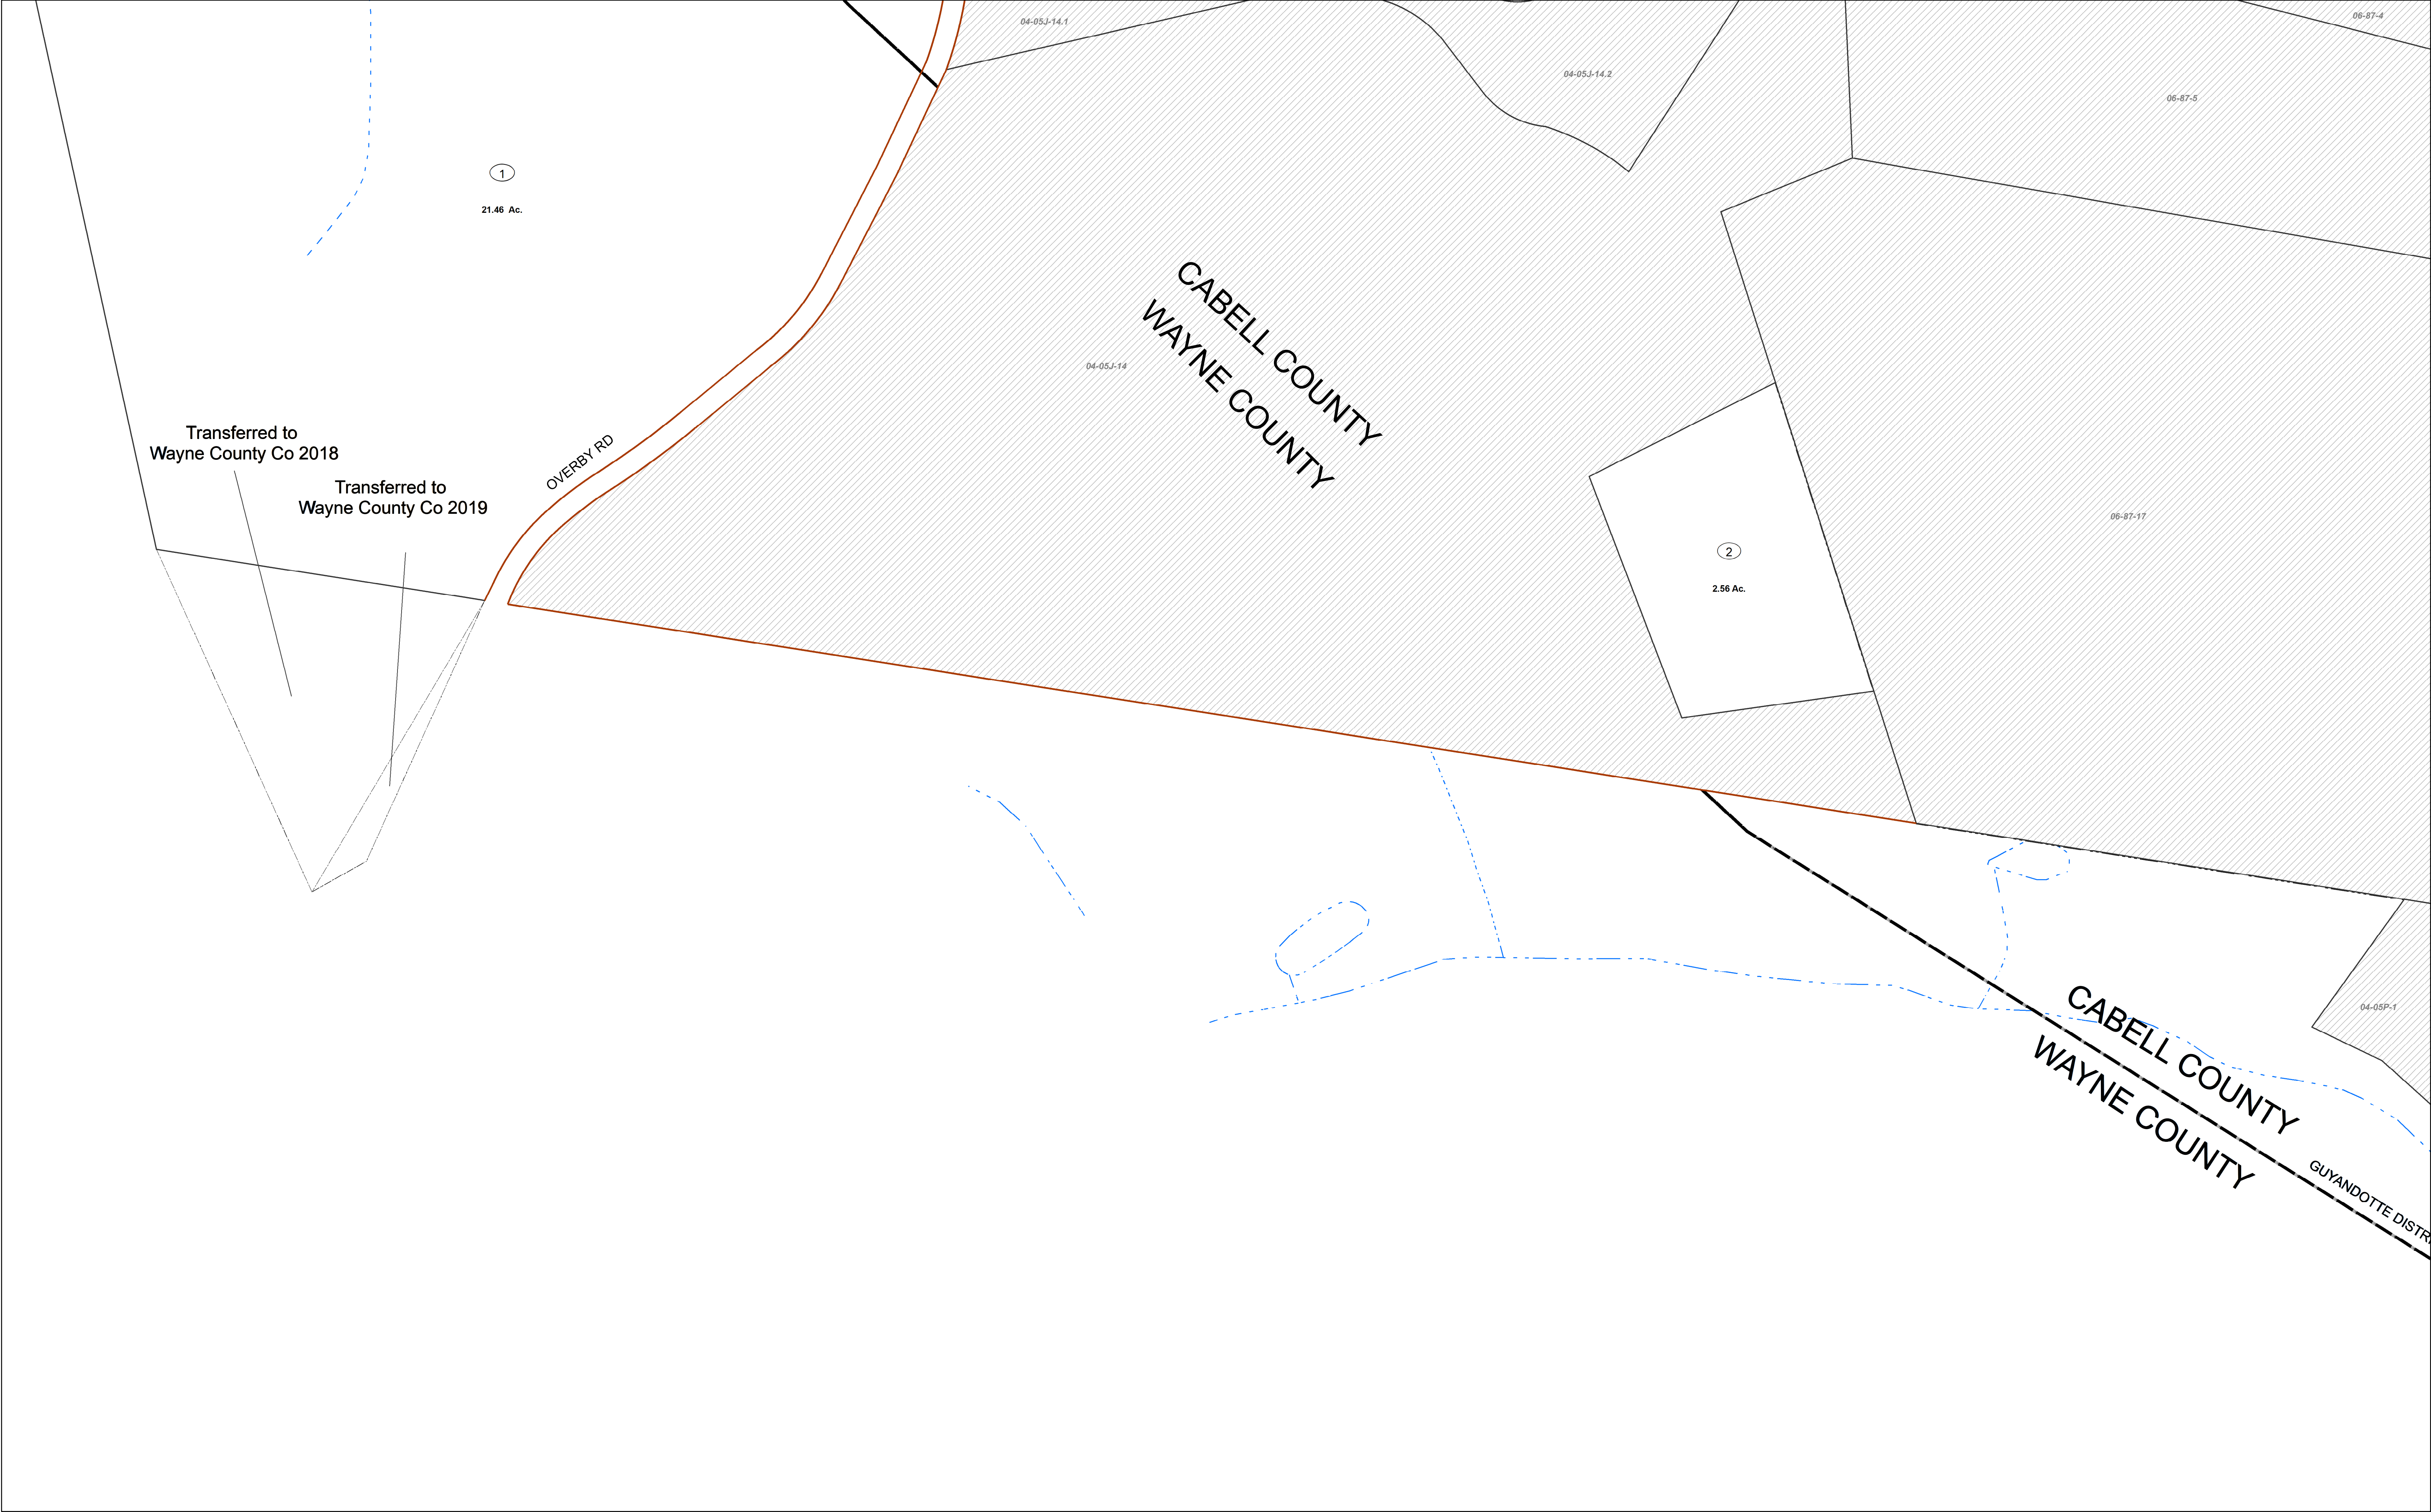 04-05J-14.1
06-87-4
04-05J-14.2
06-87-5
1
21.46 Ac.
CABELL COUNTY
WAYNE COUNTY
04-05J-14
Transferred to
Wayne County Co 2018
OVERBY RD
Transferred to
Wayne County Co 2019
06-87-17
2
2.56 Ac.
04-05P-1
CABELL COUNTY
WAYNE COUNTY
GUYANDOTTE